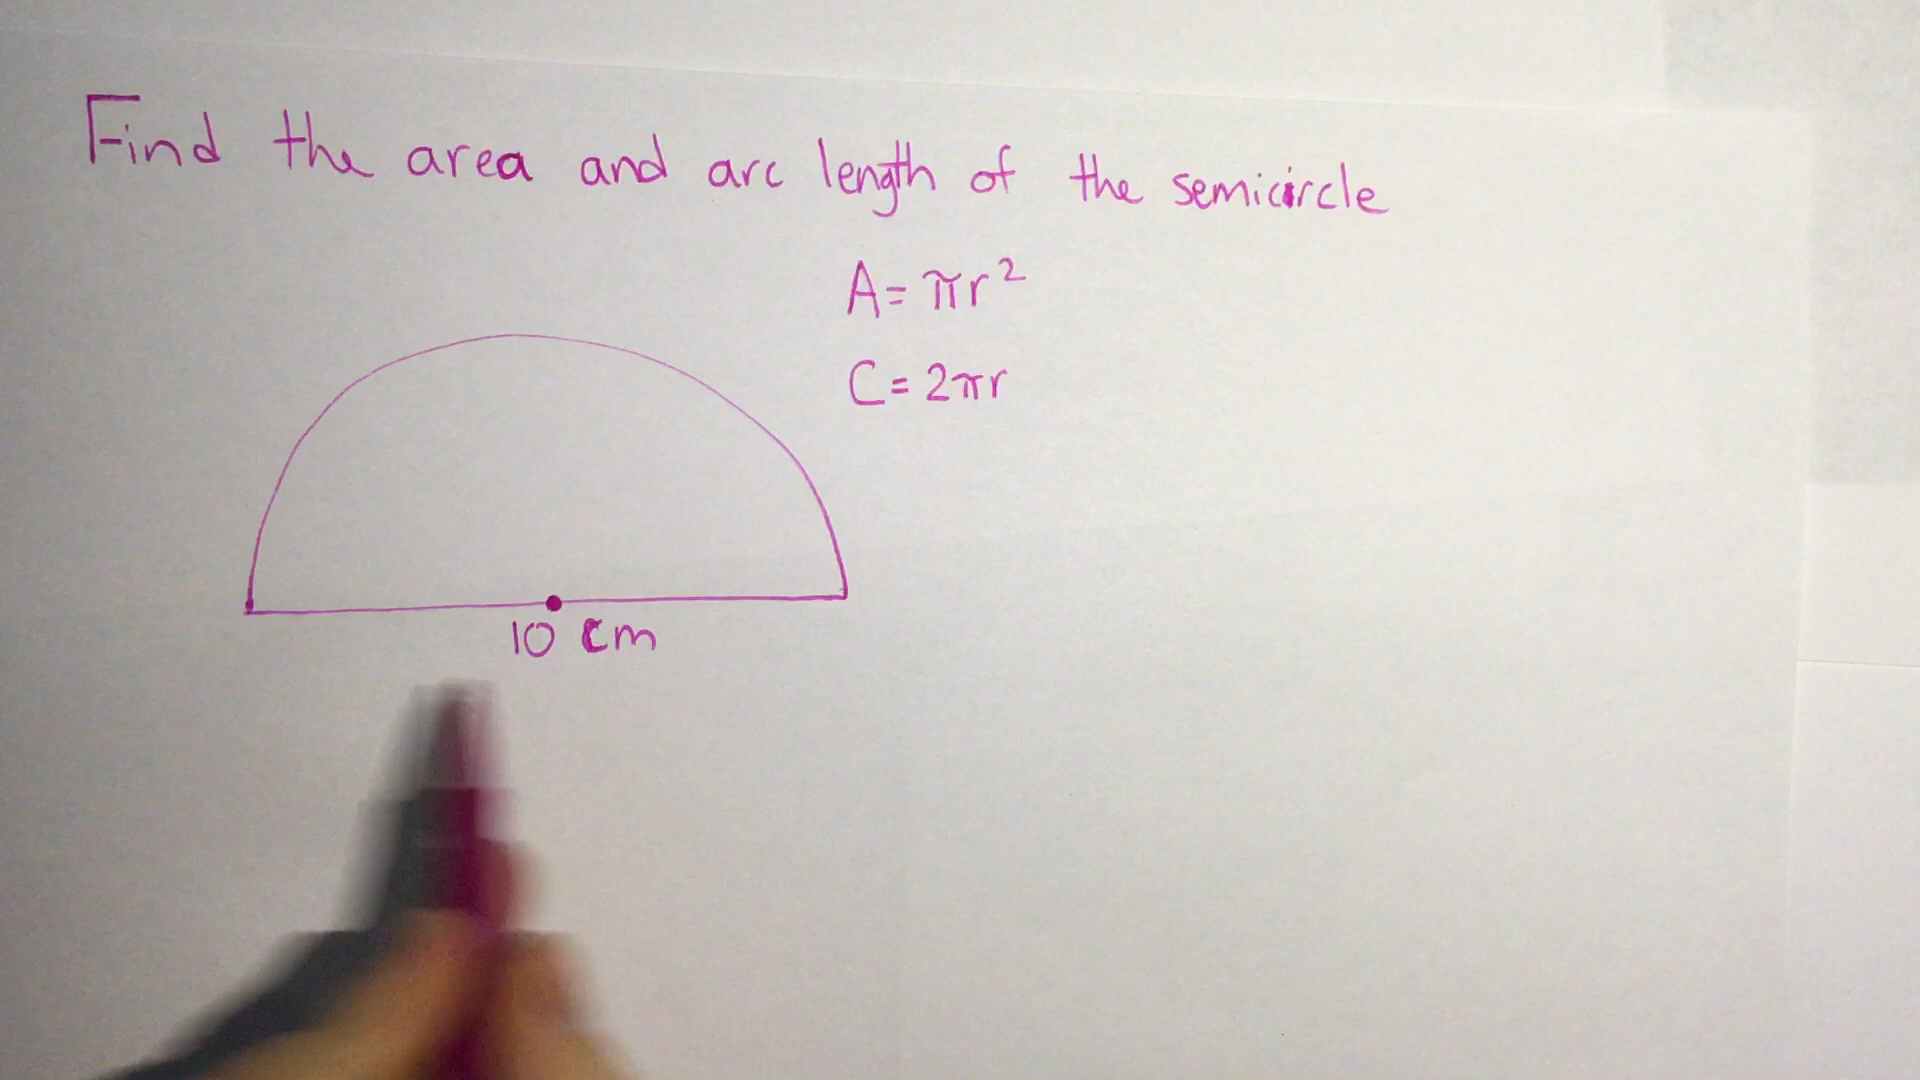 Find the area and arc length of the semicircle
A = πr²
C = 2πr
10 cm